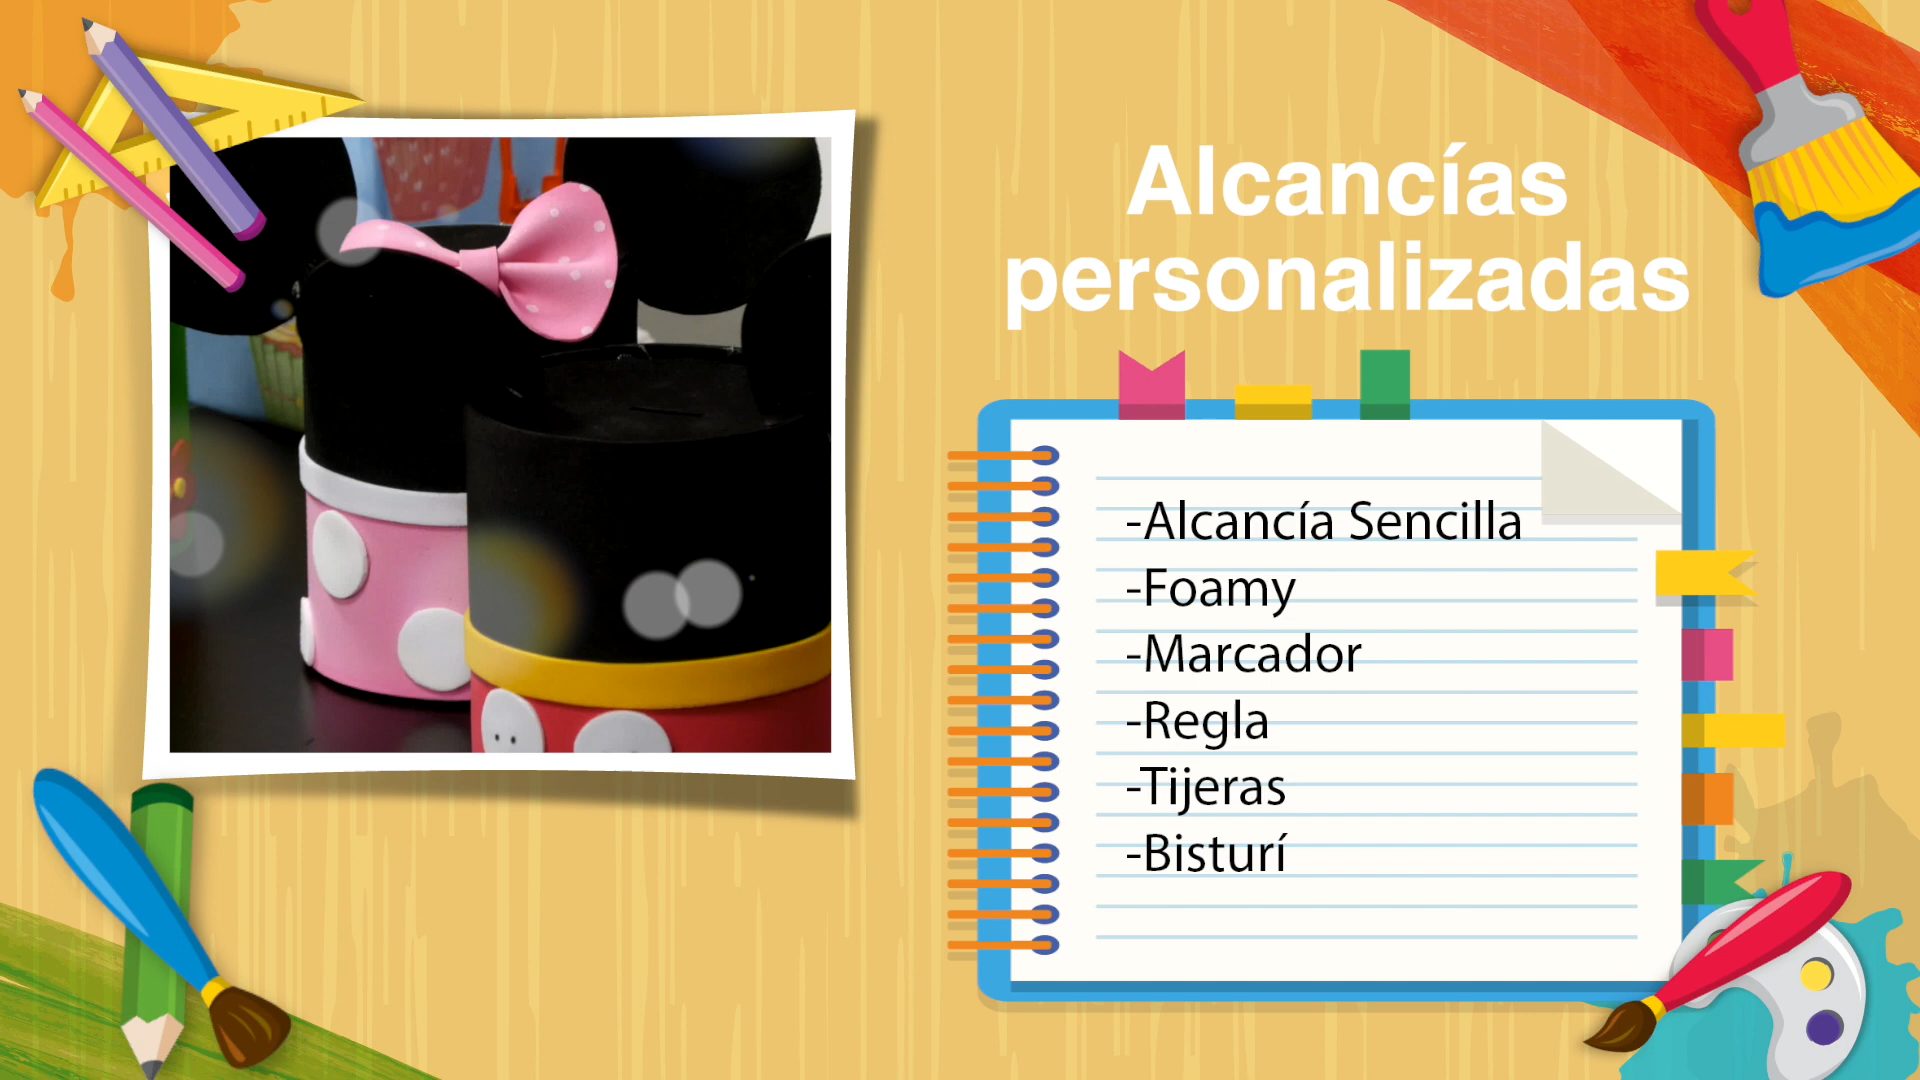 Alcancías
personalizadas
-Alcancía Sencilla
-Foamy
-Marcador
-Regla
-Tijeras
-Bisturí